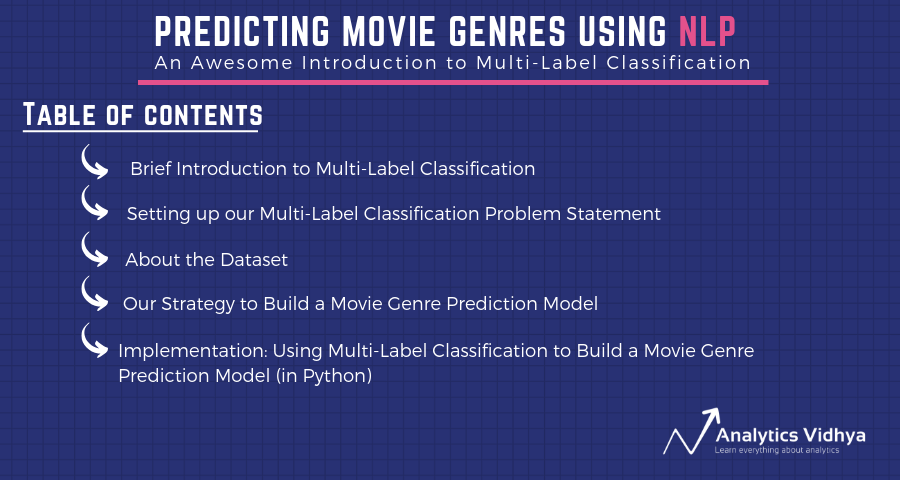 PREDICTING MOVIE GENRES USING NLP
An Awesome Introduction to Multi-Label Classification
TABLE OF CONTENTS
Brief Introduction to Multi-Label Classification
Setting up our Multi-Label Classification Problem Statement
About the Dataset
Our Strategy to Build a Movie Genre Prediction Model
Implementation: Using Multi-Label Classification to Build a Movie Genre
Prediction Model (in Python)
Analytics Vidhya
Learn everything about analytics